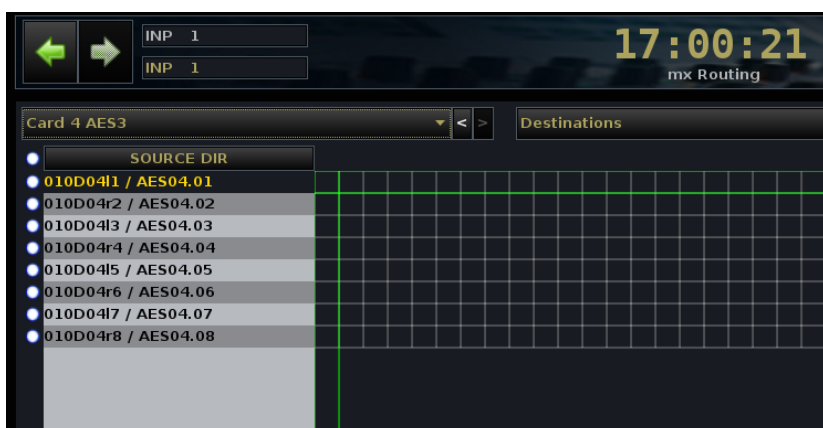 INP 1
INP 1
17:00:21
mx Routing
Card 4 AES3
< >
Destinations
SOURCE DIR
010D04l1 / AES04.01
010D04r2 / AES04.02
010D04l3 / AES04.03
010D04r4 / AES04.04
010D04l5 / AES04.05
010D04r6 / AES04.06
010D04l7 / AES04.07
010D04r8 / AES04.08